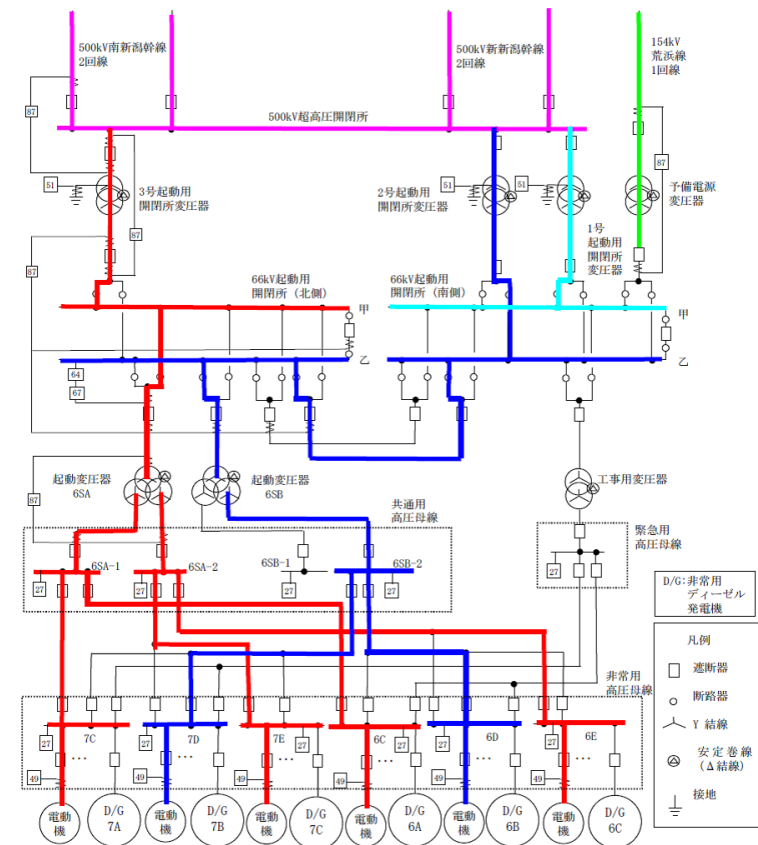 500kV南新潟幹線
2回線
500kV新新潟幹線
2回線
154kV
荒浜線
1回線
87
500kV超高圧開閉所
87
51
3号起動用
開閉所変圧器
2号起動用
開閉所変圧器
51
51
予備電源
変圧器
87
87
1号
起動用
開閉所
変圧器
66kV起動用
開閉所(北側)
66kV起動用
開閉所(南側)
甲
甲
乙
乙
64
67
起動変圧器
6SA
起動変圧器
6SB
工事用変圧器
87
共通用
高圧母線
緊急用
高圧母線
6SA-1
6SA-2
6SB-1
6SB-2
27
27
27
27
27
D/G:非常用
ディーゼル
発電機
凡例
遮断器
断路器
Y 結線
安定巻線
(Δ結線)
接地
非常用
高圧母線
7C
7D
7E
6C
6D
6E
27
27
27
27
27
27
…
…
…
…
…
…
49
49
49
49
49
49
電動
機
D/G
7A
電動
機
D/G
7B
電動
機
D/G
7C
電動
機
D/G
6A
電動
機
D/G
6B
電動
機
D/G
6C